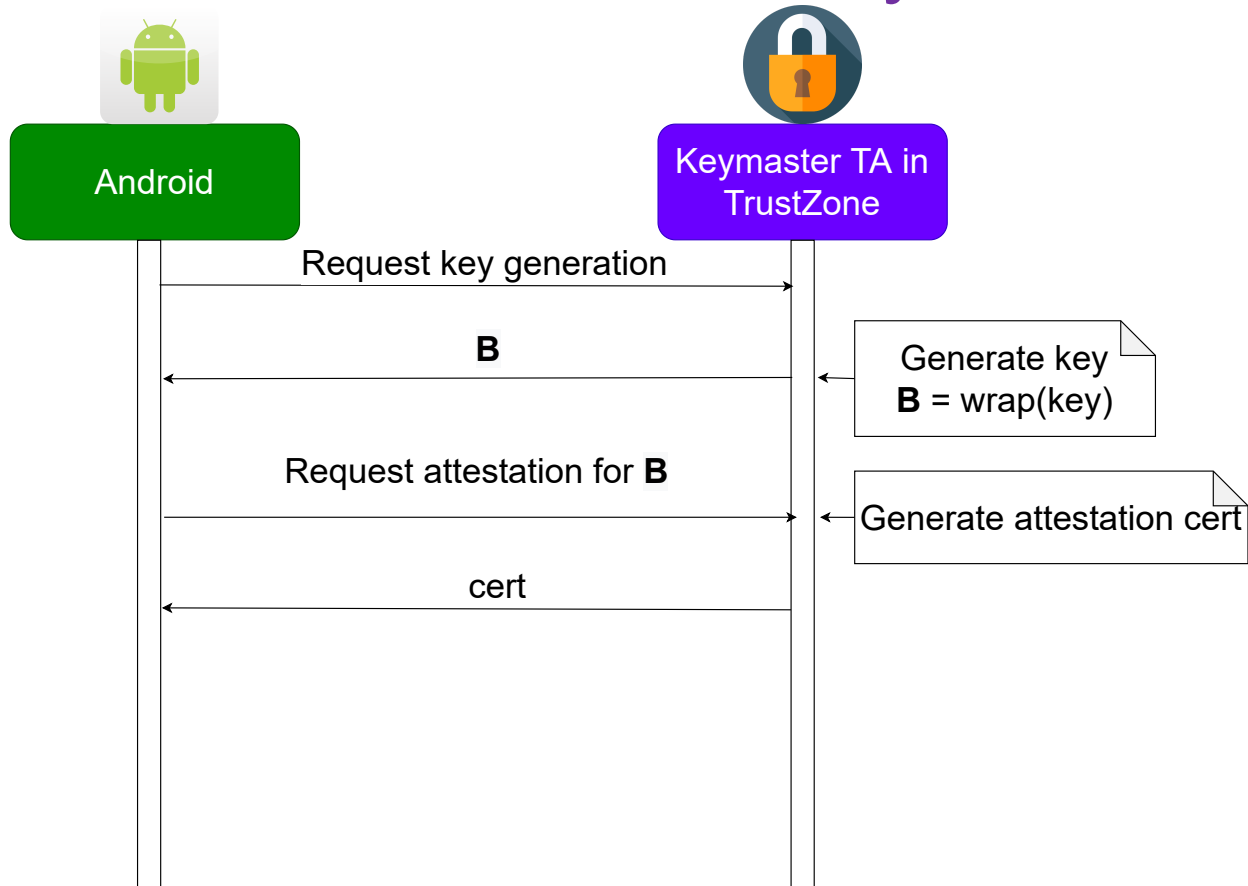 Android
Keymaster TA in
TrustZone
Request key generation
B
Generate key
B = wrap(key)
Request attestation for B
Generate attestation cert
cert